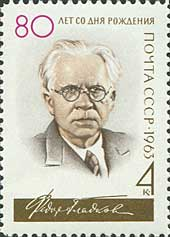 80 ЛЕТ СО ДНЯ РОЖДЕНИЯ
ПОЧТА СССР·1963
4 к
Федор Гладков